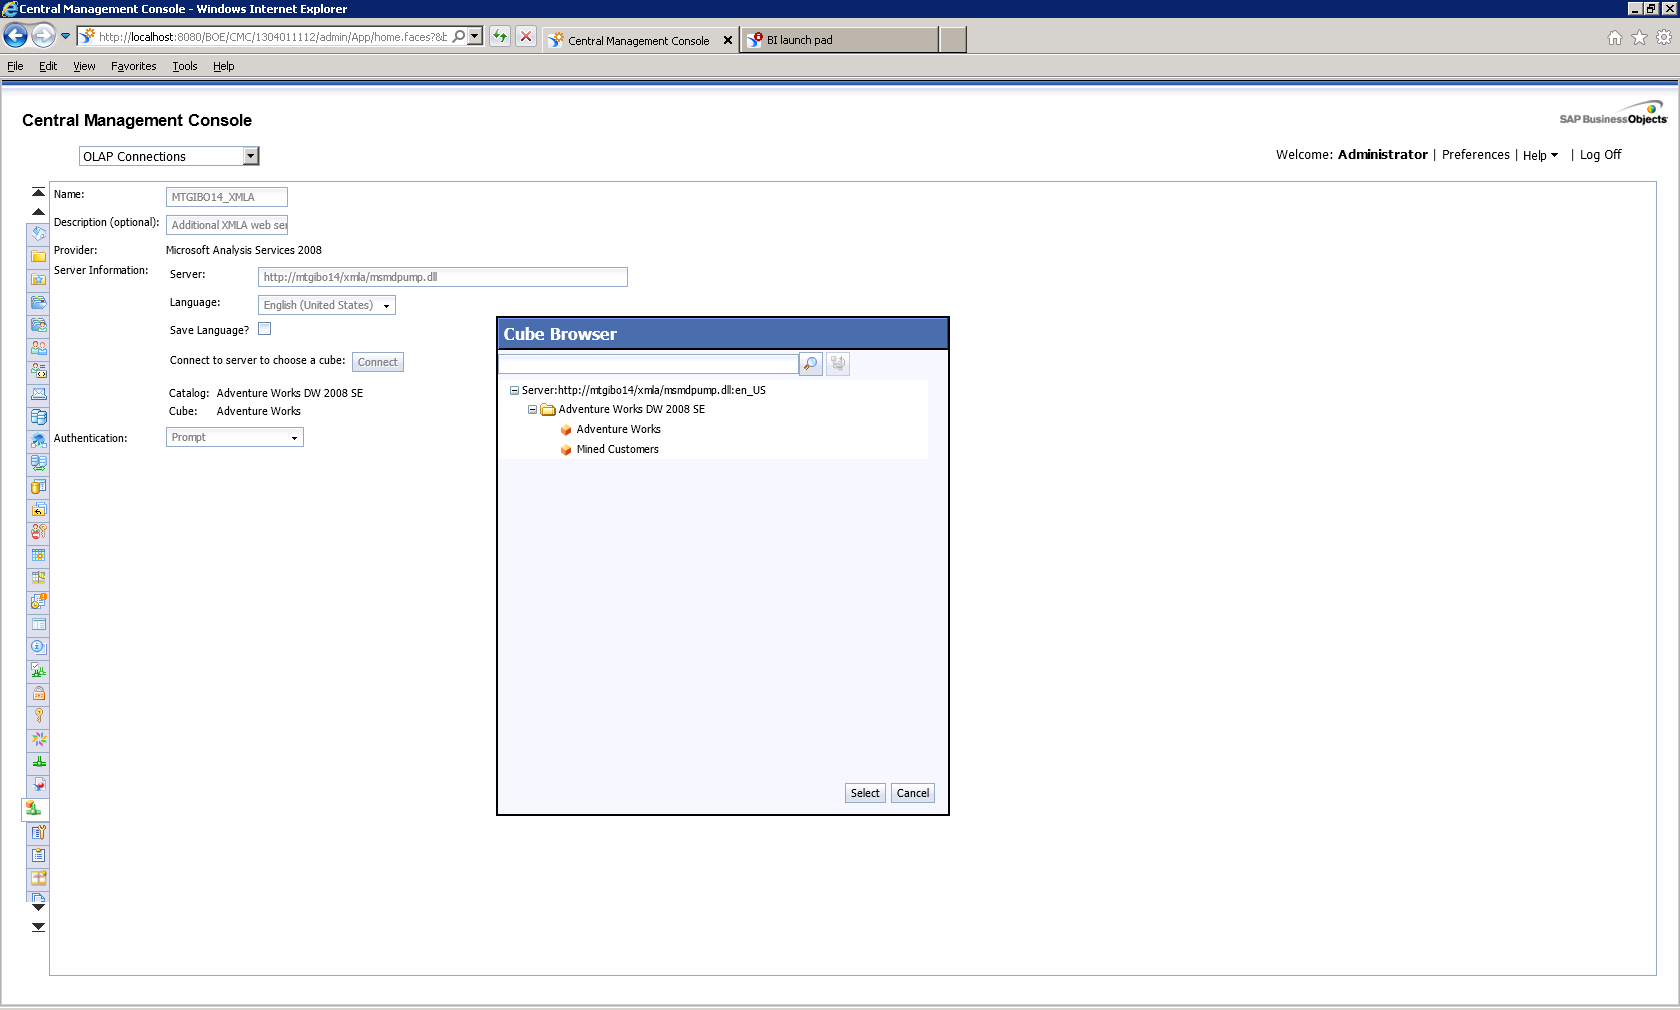 Central Management Console - Windows Internet Explorer
http://localhost:8080/BOE/CMC/1304011112/admin/App/home.faces?&b
Central Management Console
BI launch pad
File Edit View Favorites Tools Help
Central Management Console
SAP BusinessObjects
OLAP Connections
Welcome: Administrator | Preferences | Help | Log Off
Name: MTGIBO14_XMLA
Description (optional): Additional XMLA web ser
Provider: Microsoft Analysis Services 2008
Server Information:
Server: http://mtgibo14/xmla/msmdpump.dll
Language: English (United States)
Save Language?
Connect to server to choose a cube: Connect
Catalog: Adventure Works DW 2008 SE
Cube: Adventure Works
Authentication: Prompt
Cube Browser
Server:http://mtgibo14/xmla/msmdpump.dll:en_US
Adventure Works DW 2008 SE
Adventure Works
Mined Customers
Select Cancel